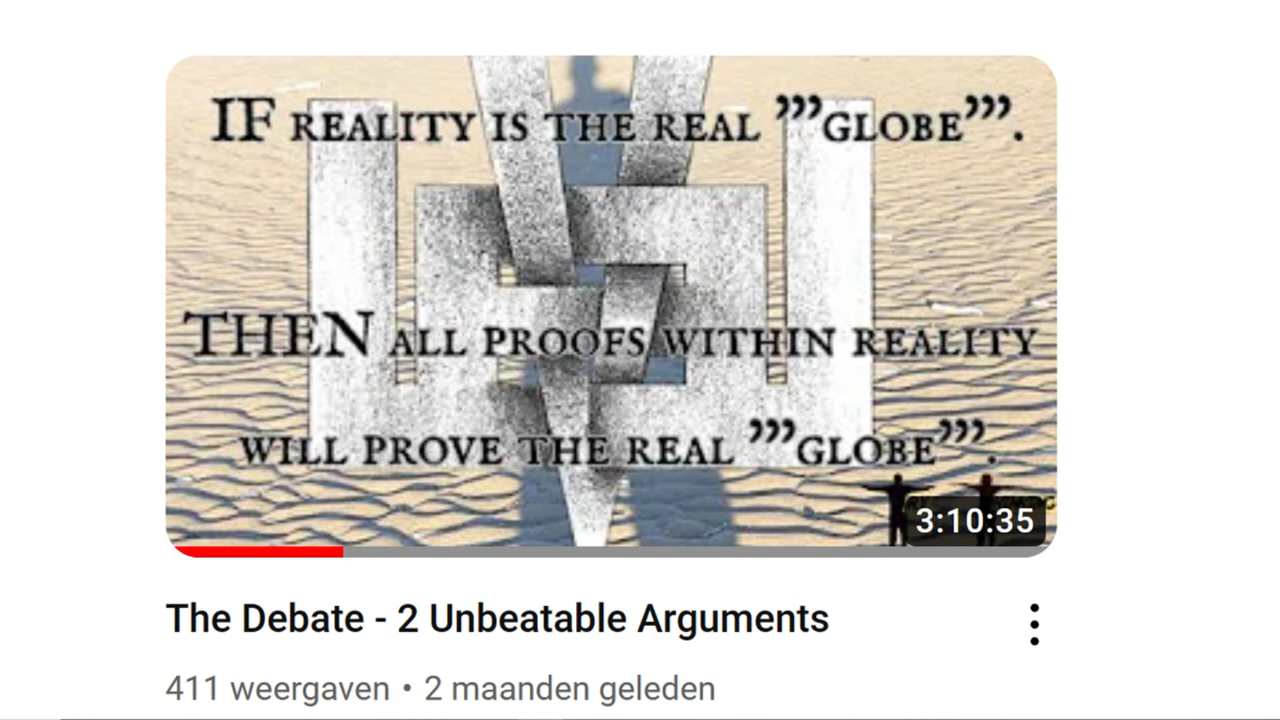 IF REALITY IS THE REAL ❜❜❜GLOBE❜❜❜.
THEN ALL PROOFS WITHIN REALITY
WILL PROVE THE REAL ❜❜❜GLOBE❜❜❜.
3:10:35
The Debate - 2 Unbeatable Arguments
411 weergaven • 2 maanden geleden